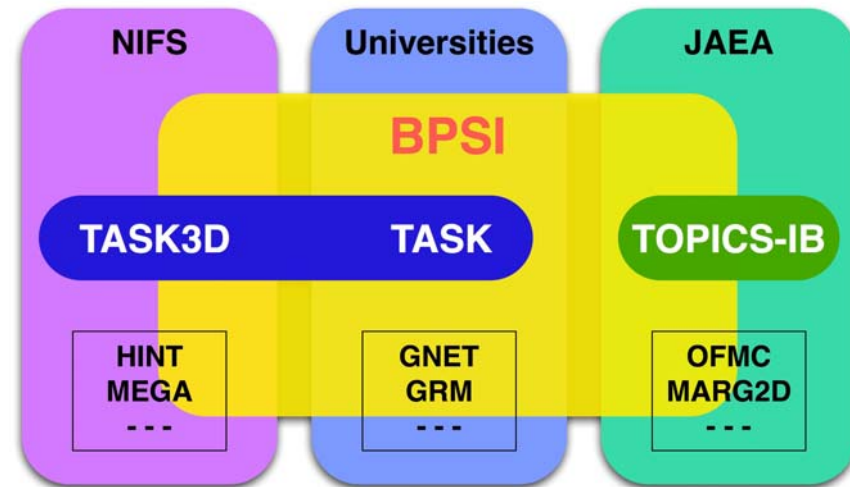 NIFS Universities JAEA
BPSI
TASK3D TASK TOPICS-IB
HINT GNET OFMC
MEGA GRM MARG2D
- - - - - - - - -